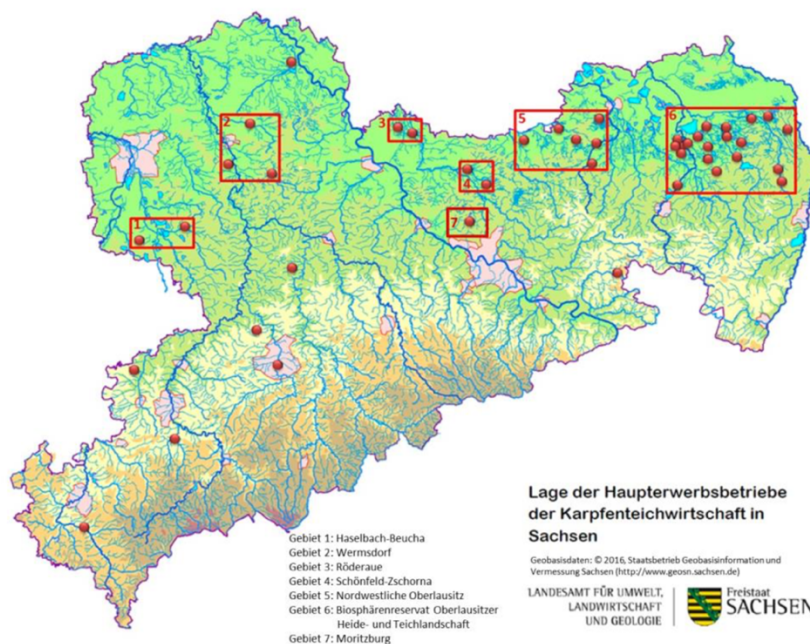 1
2
3
4
5
6
7
Gebiet 1: Haselbach-Beucha
Gebiet 2: Wermsdorf
Gebiet 3: Röderaue
Gebiet 4: Schönfeld-Zschorna
Gebiet 5: Nordwestliche Oberlausitz
Gebiet 6: Biosphärenreservat Oberlausitzer
Heide- und Teichlandschaft
Gebiet 7: Moritzburg
Lage der Haupterwerbsbetriebe
der Karpfenteichwirtschaft in
Sachsen
Geobasisdaten: © 2016, Staatsbetrieb Geobasisinformation und
Vermessung Sachsen (http://www.geosn.sachsen.de)
LANDESAMT FÜR UMWELT,
LANDWIRTSCHAFT
UND GEOLOGIE
Freistaat
SACHSEN